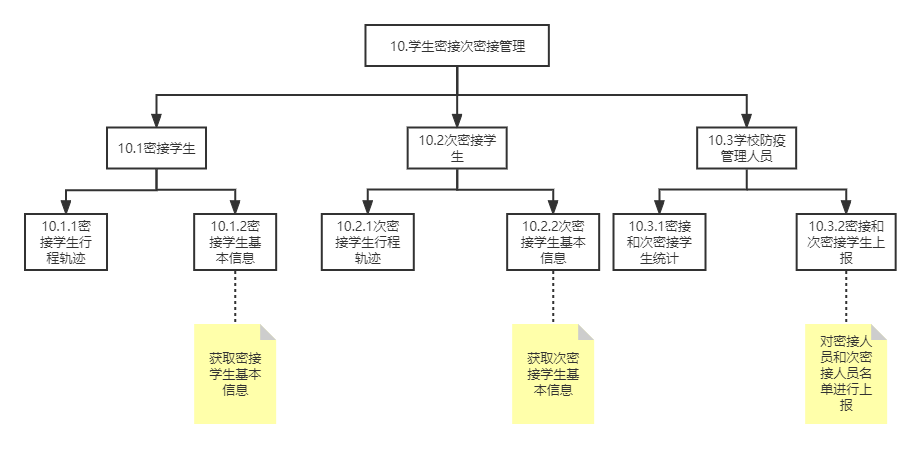 10.学生密接次密接管理
10.1密接学生
10.2次密接学
生
10.3学校防疫
管理人员
10.1.1密
接学生行
程轨迹
10.1.2密
接学生基
本信息
10.2.1次密
接学生行程
轨迹
10.2.2次密
接学生基本
信息
10.3.1密接
和次密接学
生统计
10.3.2密接和
次密接学生上
报
获取密接
学生基本
信息
获取次密
接学生基
本信息
对密接人
员和次密
接人员名
单进行上
报